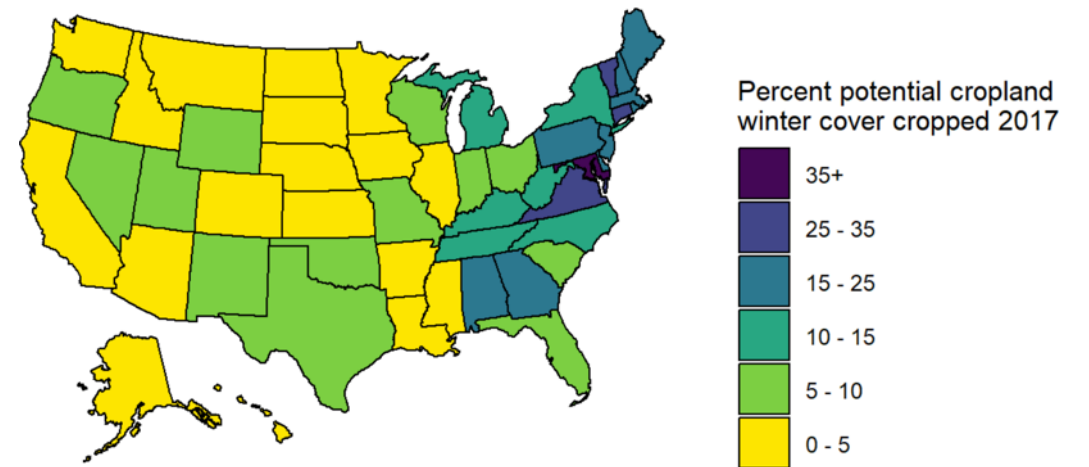 Percent potential cropland
winter cover cropped 2017
35+
25 - 35
15 - 25
10 - 15
5 - 10
0 - 5